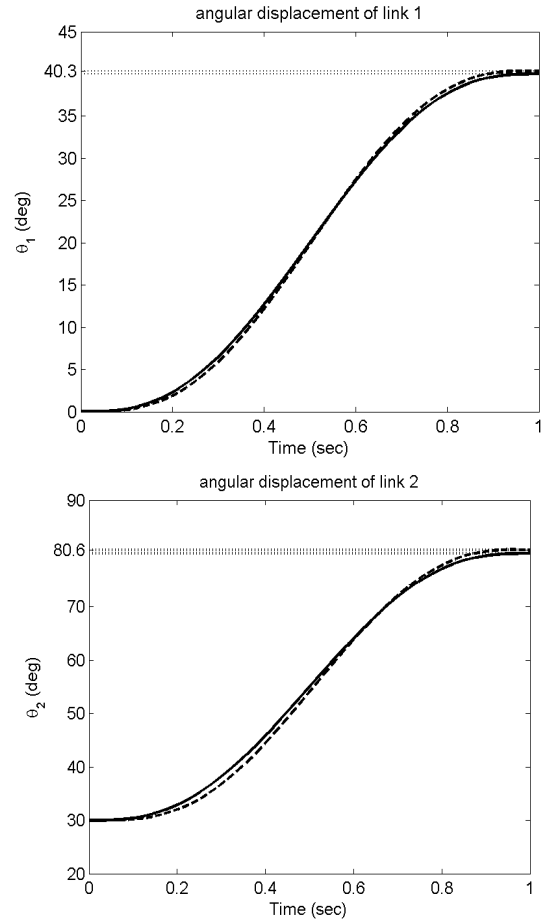 angular displacement of link 1
45
40.3
35
30
25
20
15
10
5
0
θ1 (deg)
0 0.2 0.4 0.6 0.8 1
Time (sec)
angular displacement of link 2
90
80.6
70
60
50
40
30
20
θ2 (deg)
0 0.2 0.4 0.6 0.8 1
Time (sec)